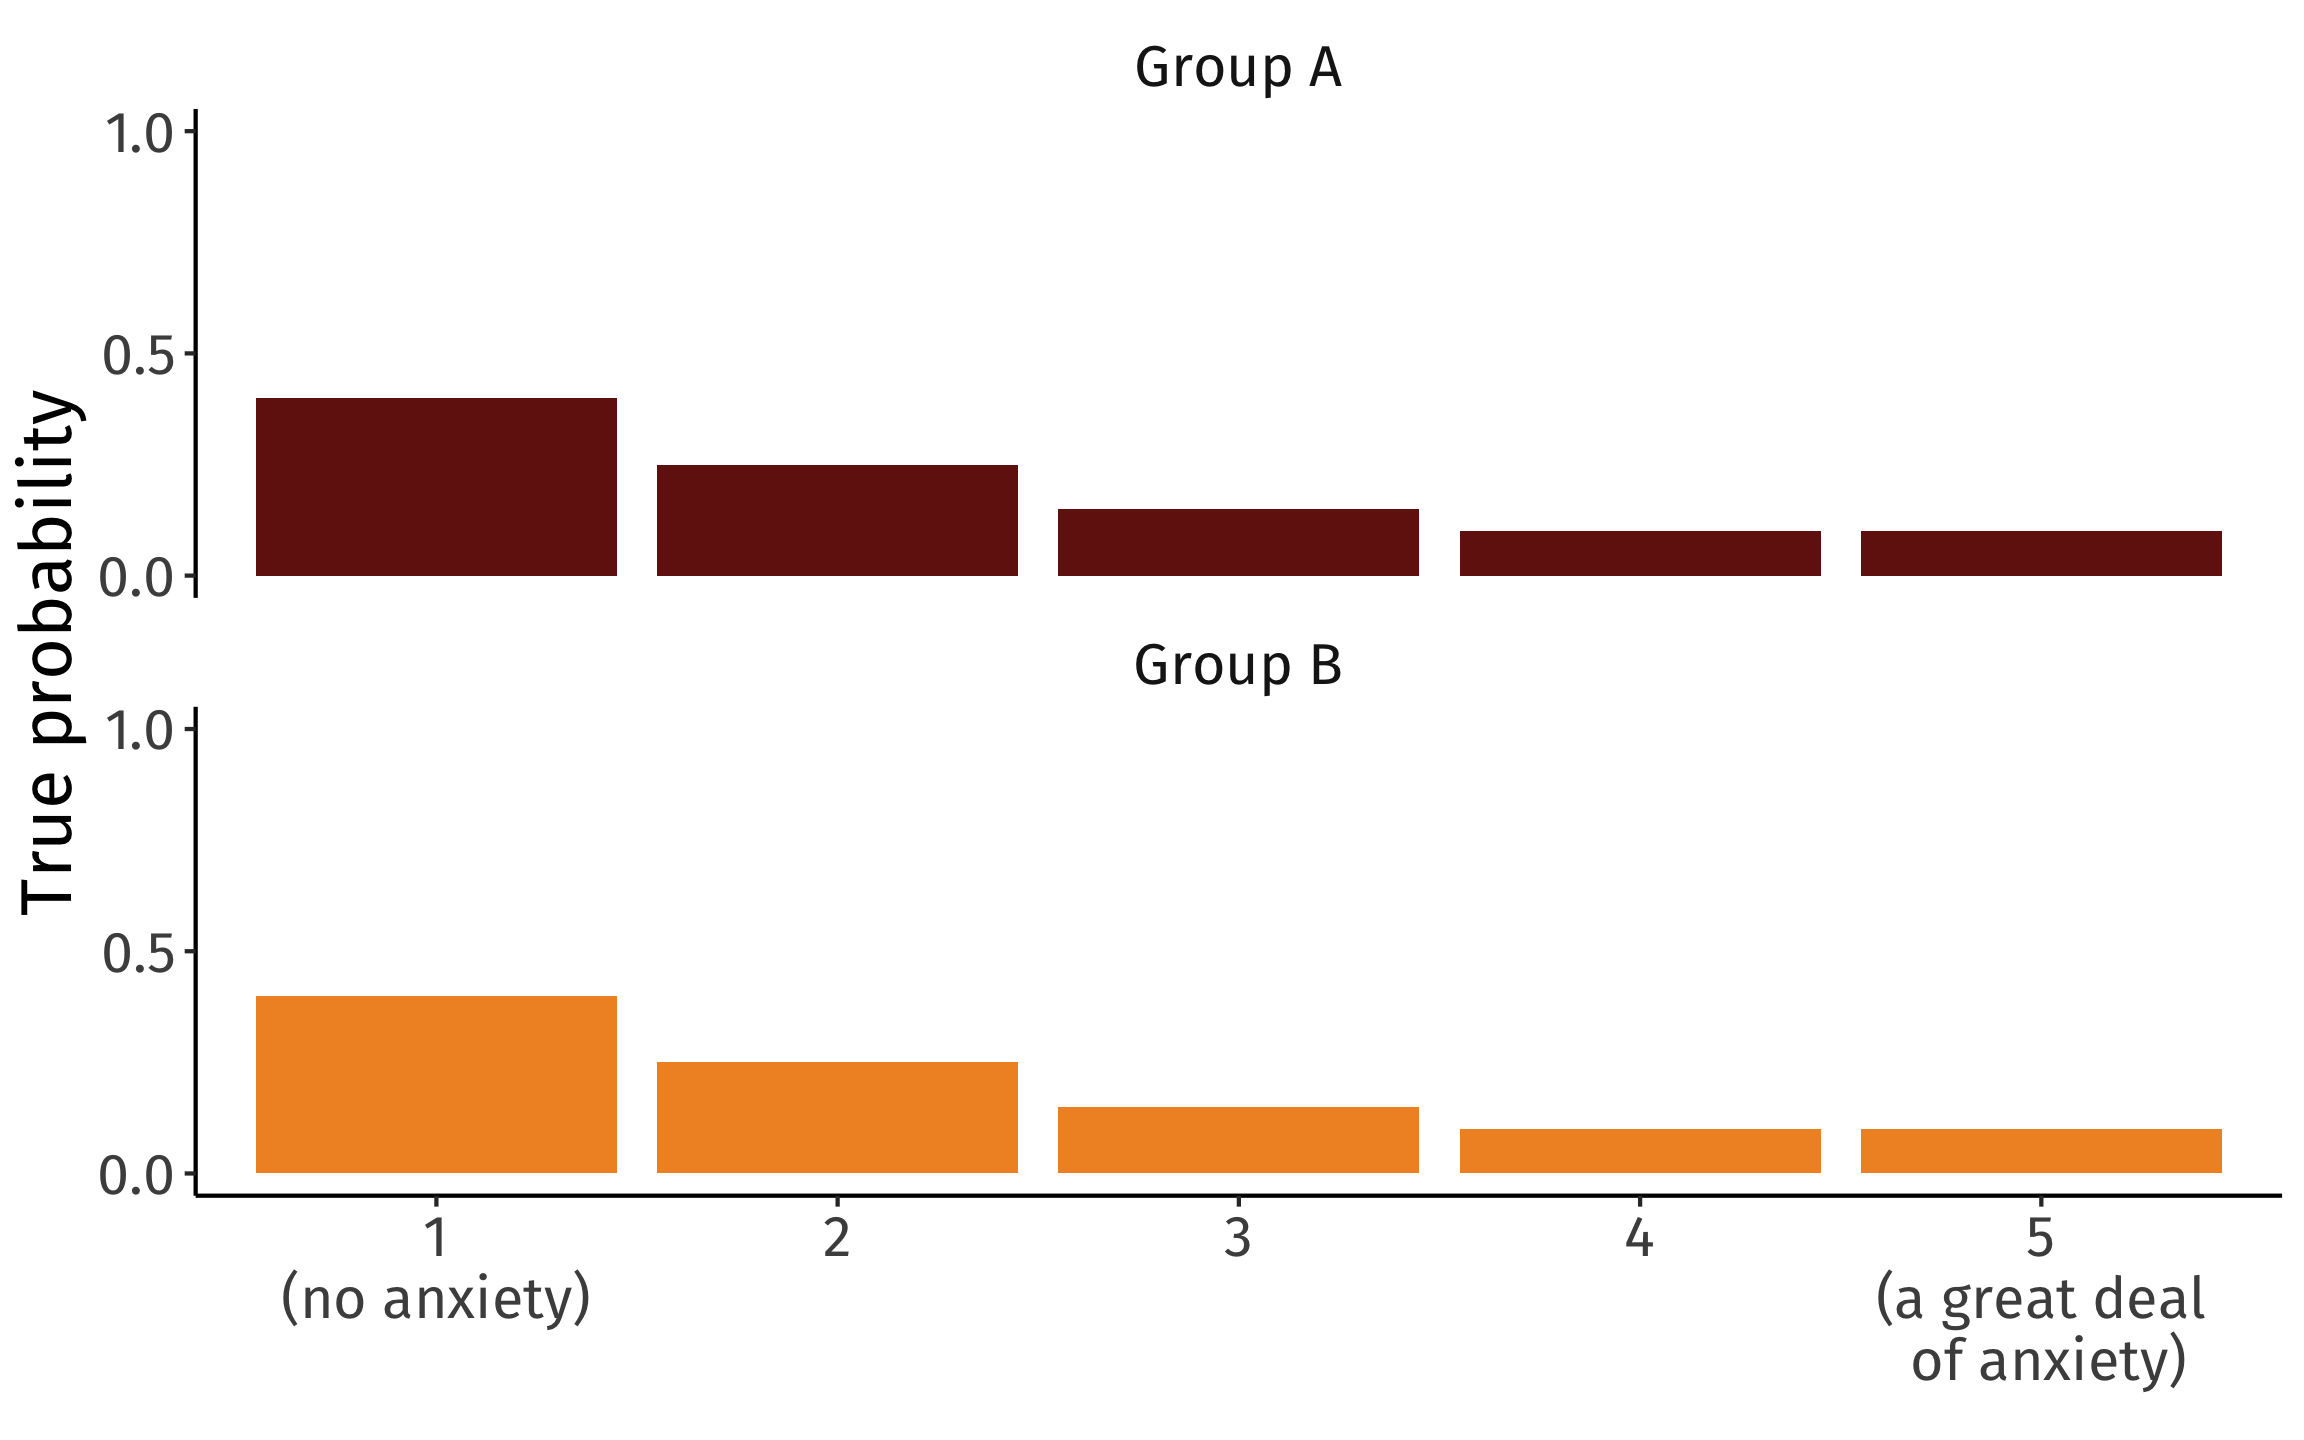 Group A
1.0
0.5
0.0
True probability
Group B
1.0
0.5
0.0
1 2 3 4 5
(no anxiety) (a great deal
of anxiety)